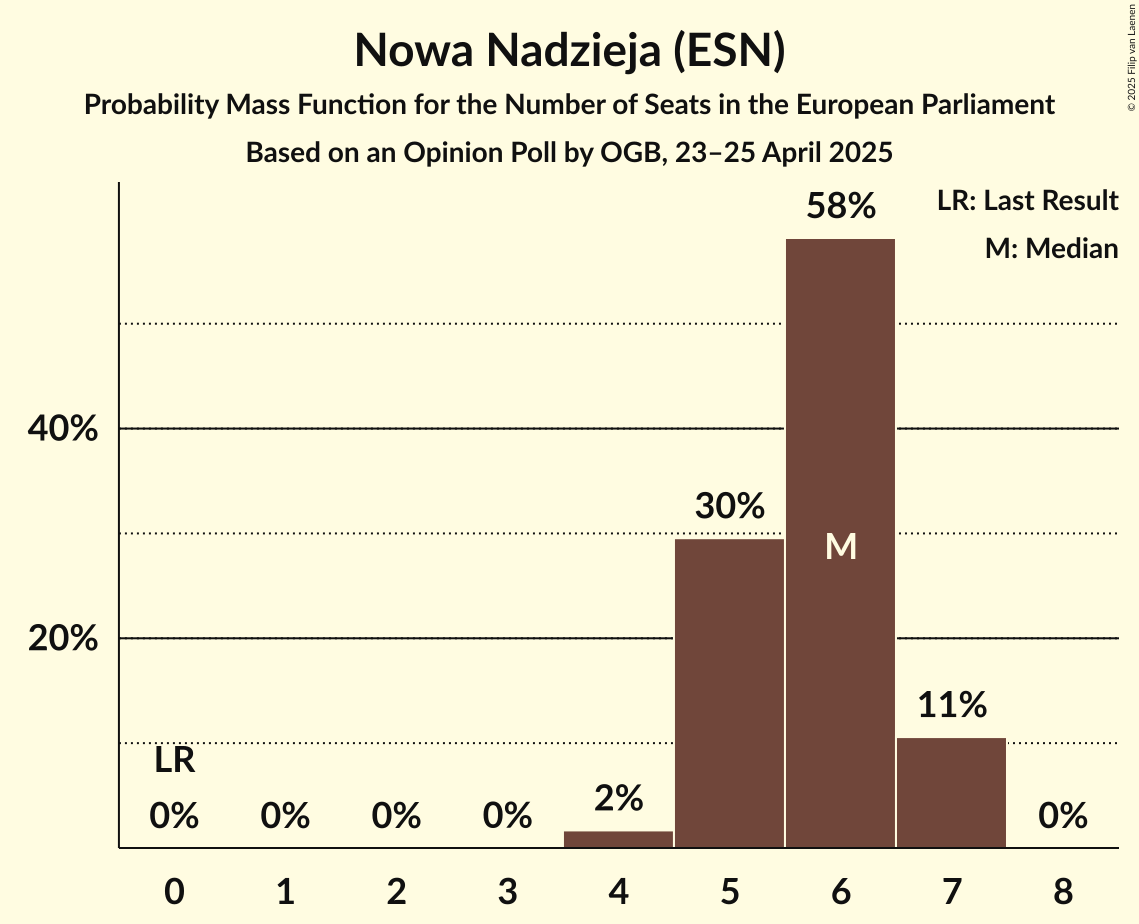 Nowa Nadzieja (ESN)
Probability Mass Function for the Number of Seats in the European Parliament
Based on an Opinion Poll by OGB, 23–25 April 2025
© 2025 Filip van Laenen
LR: Last Result
M: Median
58%
40%
30%
M
20%
11%
LR
2%
0% 0% 0% 0% 0%
0 1 2 3 4 5 6 7 8